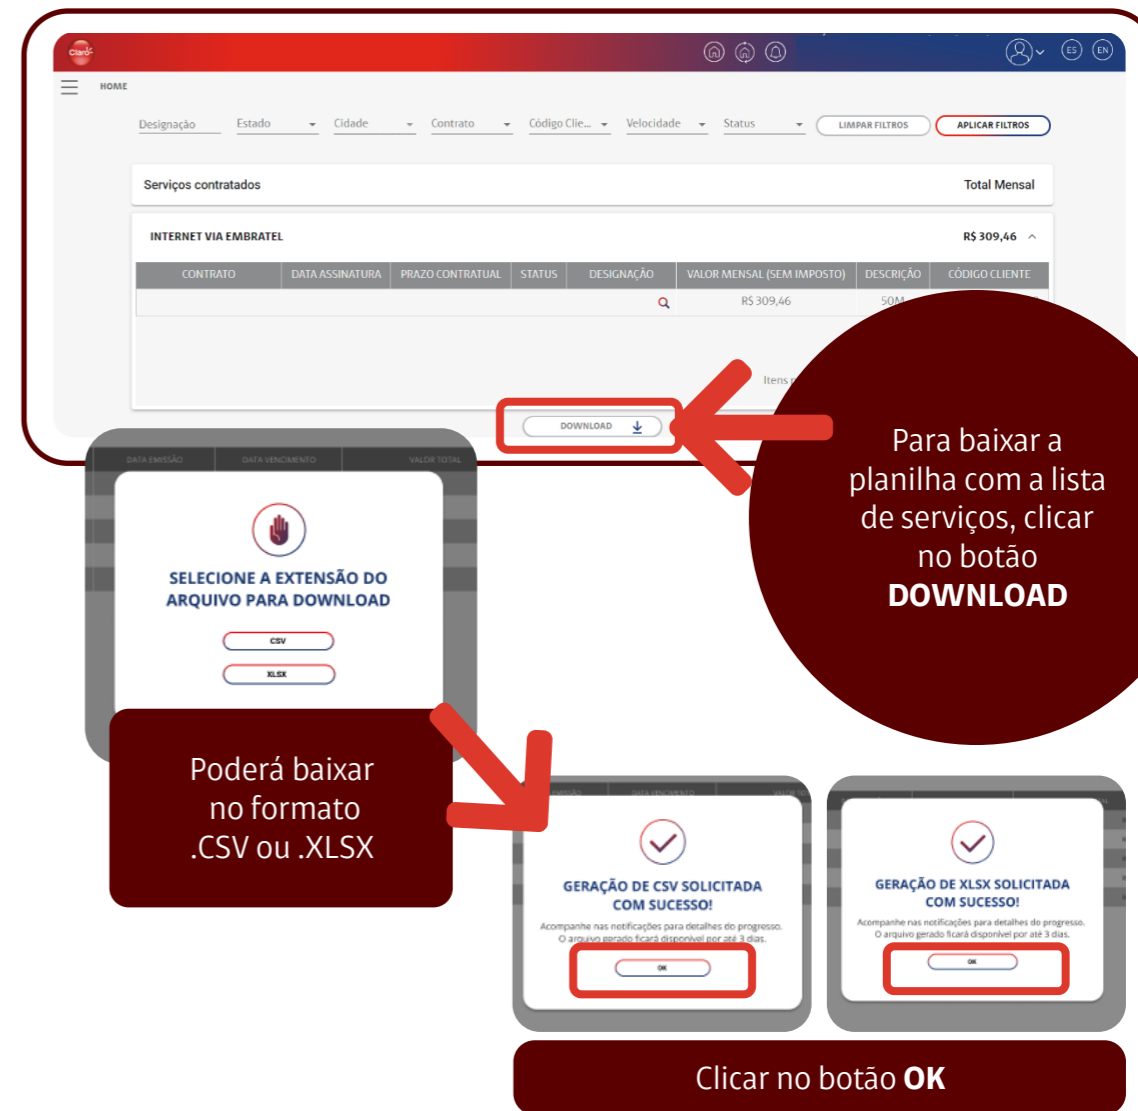 Claro
ES EN
HOME
Designação Estado Cidade Contrato Código Clie... Velocidade Status LIMPAR FILTROS APLICAR FILTROS
Serviços contratados Total Mensal
INTERNET VIA EMBRATEL R$ 309,46
CONTRATO DATA ASSINATURA PRAZO CONTRATUAL STATUS DESIGNAÇÃO VALOR MENSAL (SEM IMPOSTO) DESCRIÇÃO CÓDIGO CLIENTE
R$ 309,46 50M
Itens
DOWNLOAD
Para baixar a
planilha com a lista
de serviços, clicar
no botão
DOWNLOAD
DATA EMISSÃO DATA VENCIMENTO VALOR TOTAL
SELECIONE A EXTENSÃO DO
ARQUIVO PARA DOWNLOAD
CSV
XLSX
Poderá baixar
no formato
.CSV ou .XLSX
EMISSÃO DATA VENCIMENTO
GERAÇÃO DE CSV SOLICITADA
COM SUCESSO!
Acompanhe nas notificações para detalhes do progresso.
O arquivo gerado ficará disponível por até 3 dias.
OK
GERAÇÃO DE XLSX SOLICITADA
COM SUCESSO!
Acompanhe nas notificações para detalhes do progresso.
O arquivo gerado ficará disponível por até 3 dias.
OK
Clicar no botão OK